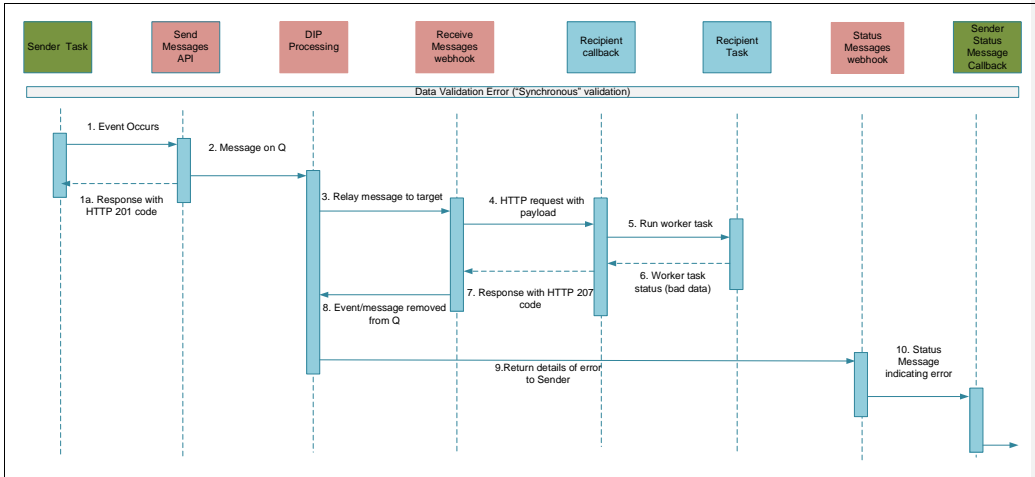 Sender Task
Send
Messages
API
DIP
Processing
Receive
Messages
webhook
Recipient
callback
Recipient
Task
Status
Messages
webhook
Sender
Status
Message
Callback
Data Validation Error (“Synchronous” validation)
1. Event Occurs
2. Message on Q
1a. Response with
HTTP 201 code
3. Relay message to target
4. HTTP request with
payload
5. Run worker task
6. Worker task
status (bad data)
7. Response with HTTP 207
code
8. Event/message removed
from Q
9.Return details of error
to Sender
10. Status
Message
indicating error